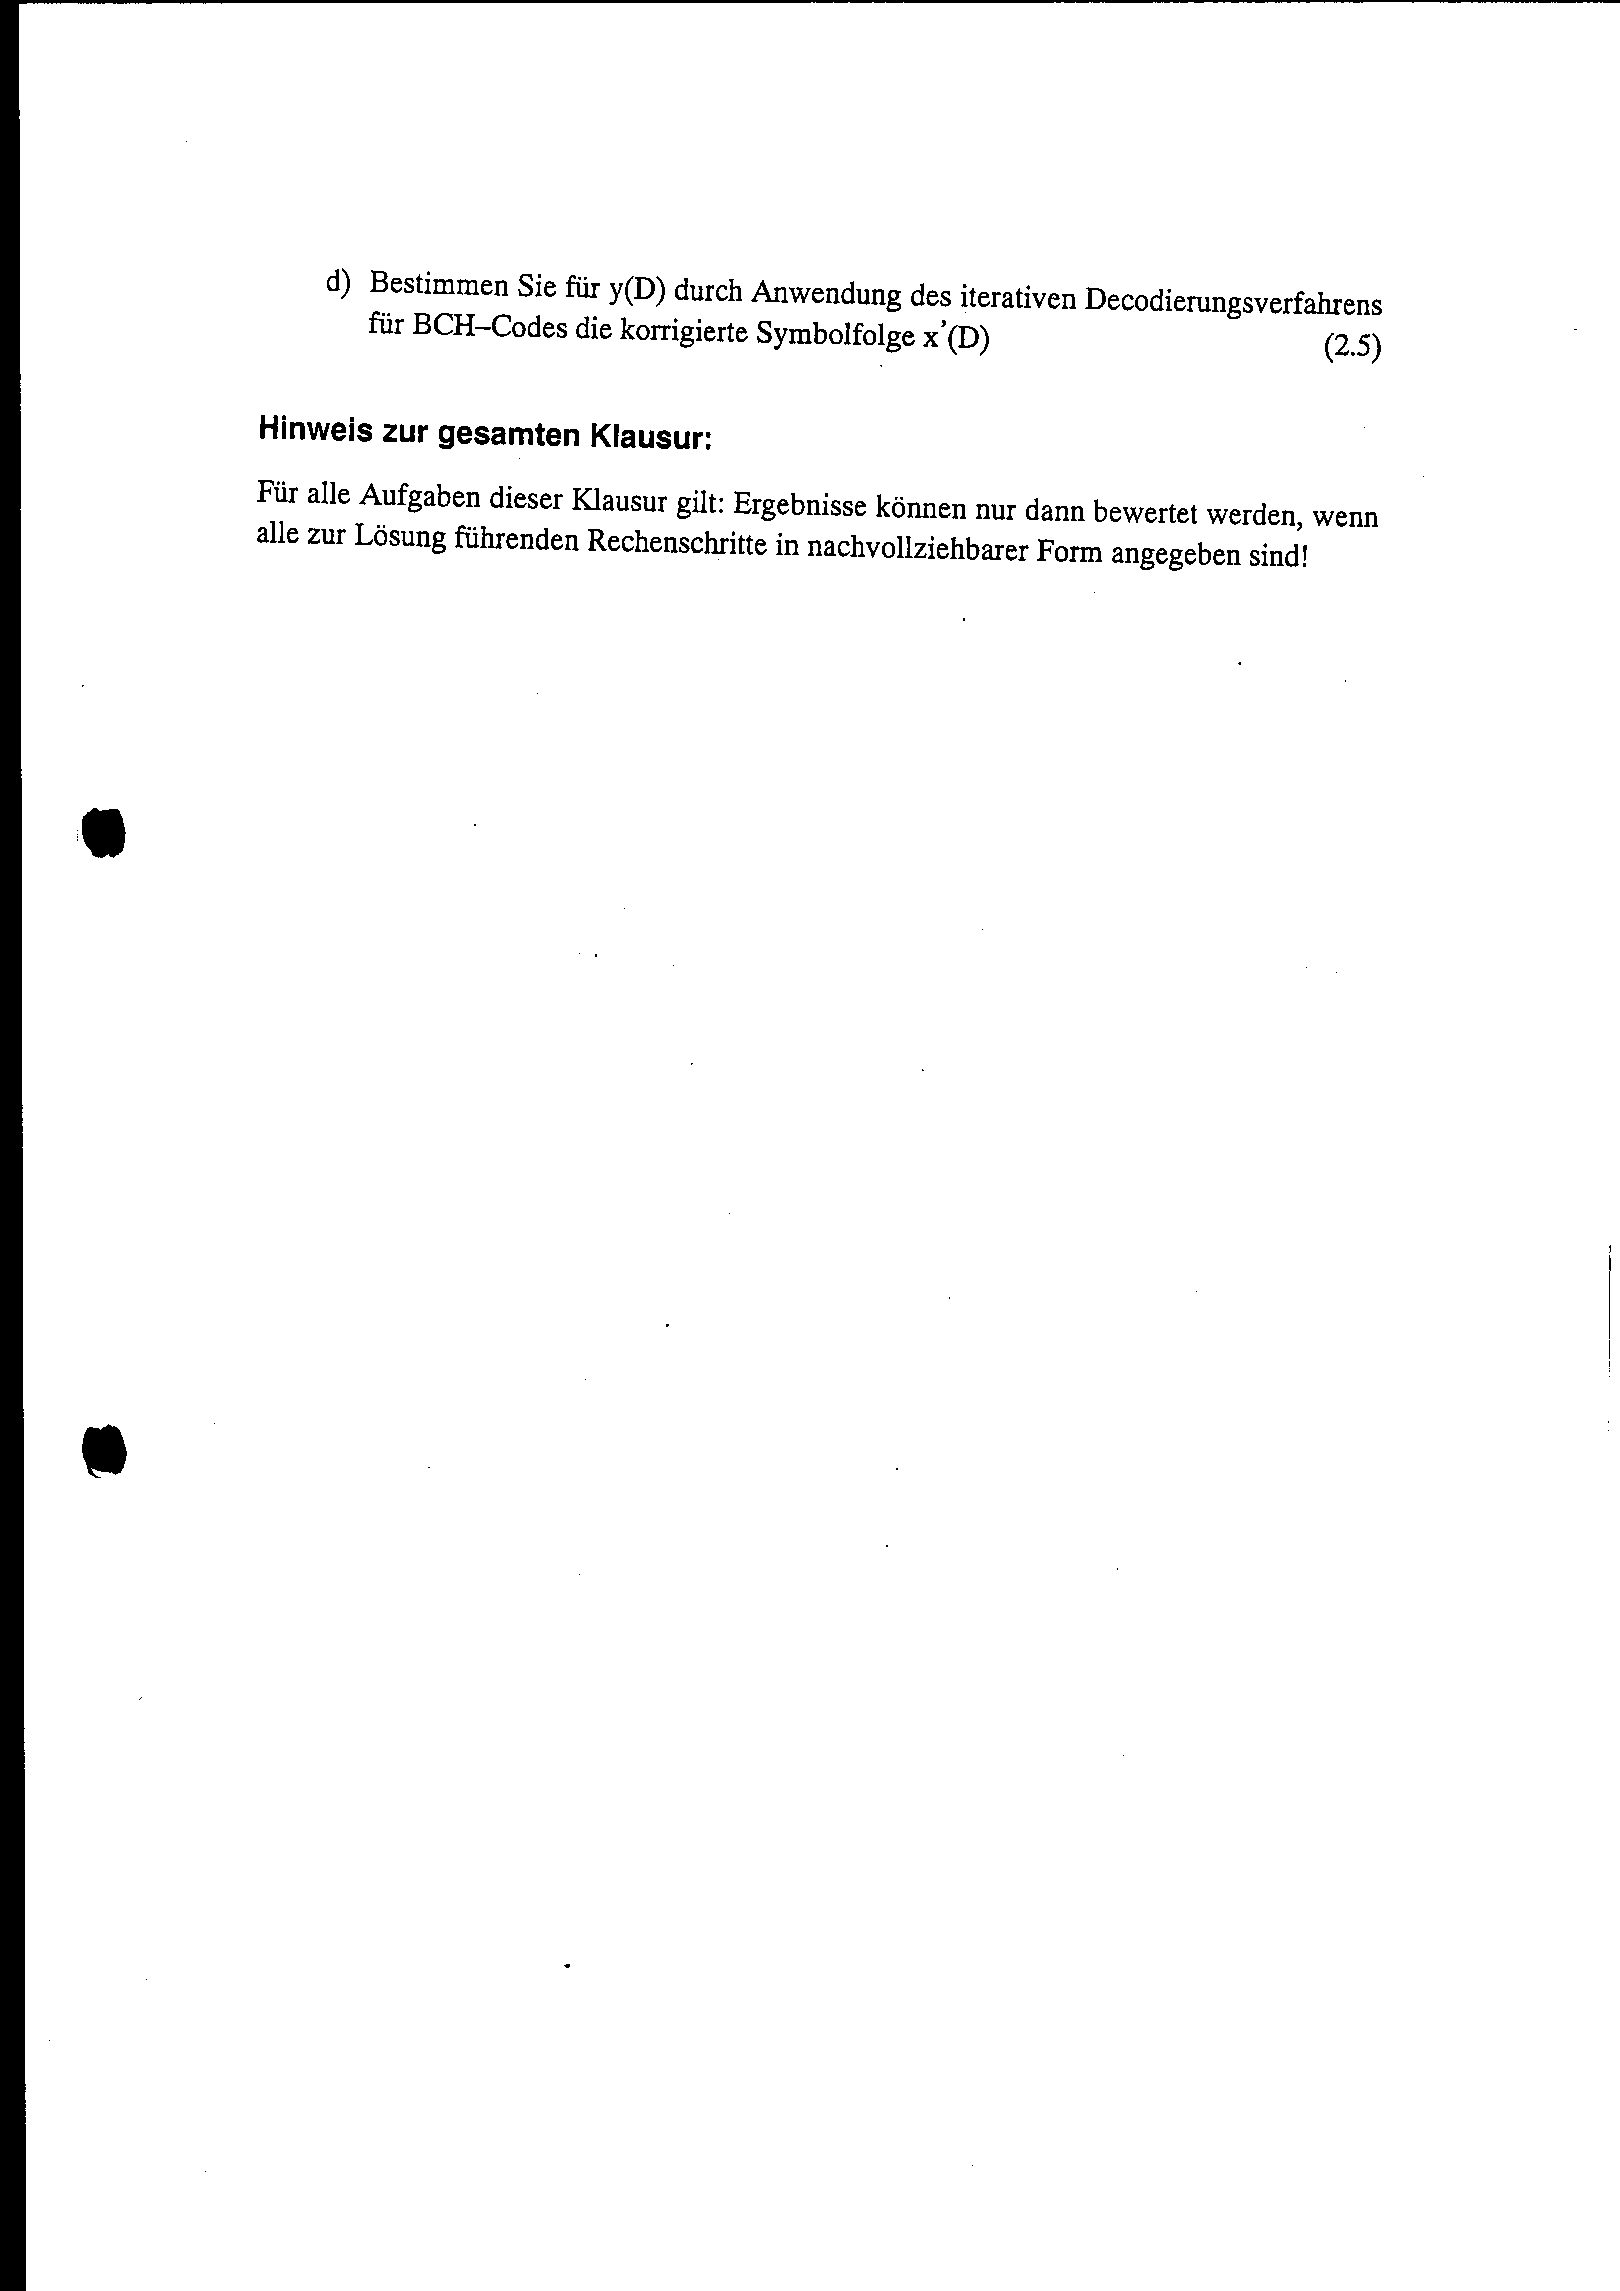 d) Bestimmen Sie für y(D) durch Anwendung des iterativen Decodierungsverfahrens
für BCH–Codes die korrigierte Symbolfolge x'(D) (2.5)
Hinweis zur gesamten Klausur:
Für alle Aufgaben dieser Klausur gilt: Ergebnisse können nur dann bewertet werden, wenn
alle zur Lösung führenden Rechenschritte in nachvollziehbarer Form angegeben sind!